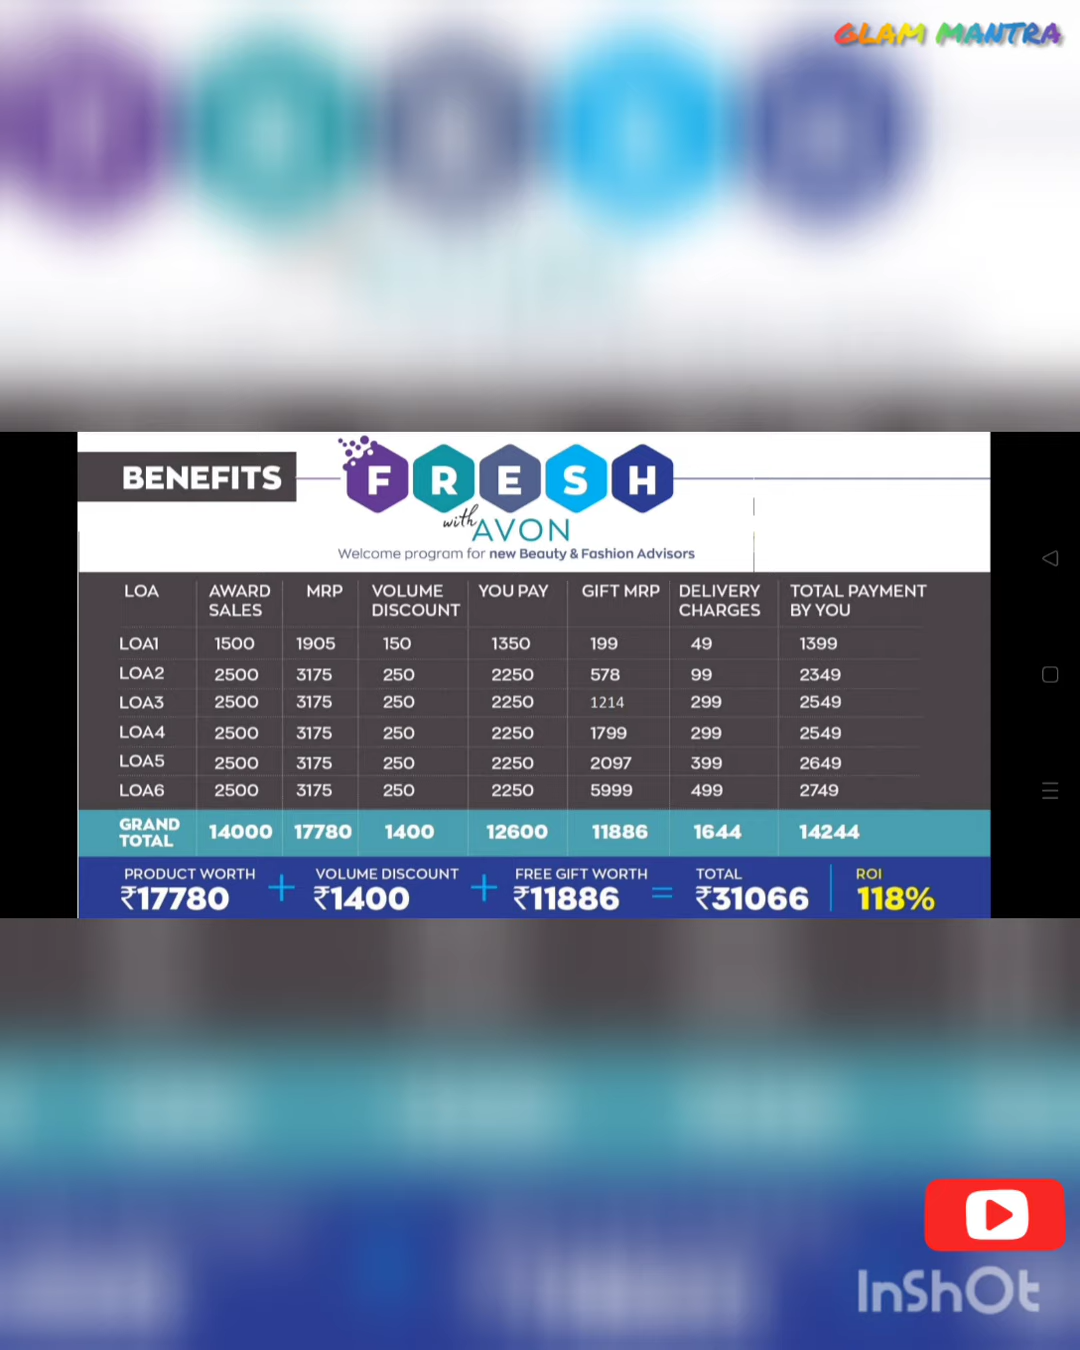 GLAM MANTRA
BENEFITS
FRESH
with AVON
Welcome program for new Beauty & Fashion Advisors
LOA AWARD SALES MRP VOLUME DISCOUNT YOU PAY GIFT MRP DELIVERY CHARGES TOTAL PAYMENT BY YOU
LOA1 1500 1905 150 1350 199 49 1399
LOA2 2500 3175 250 2250 578 99 2349
LOA3 2500 3175 250 2250 1214 299 2549
LOA4 2500 3175 250 2250 1799 299 2549
LOA5 2500 3175 250 2250 2097 399 2649
LOA6 2500 3175 250 2250 5999 499 2749
GRAND TOTAL 14000 17780 1400 12600 11886 1644 14244
PRODUCT WORTH VOLUME DISCOUNT FREE GIFT WORTH TOTAL ROI
₹17780 + ₹1400 + ₹11886 = ₹31066 118%
InShOt